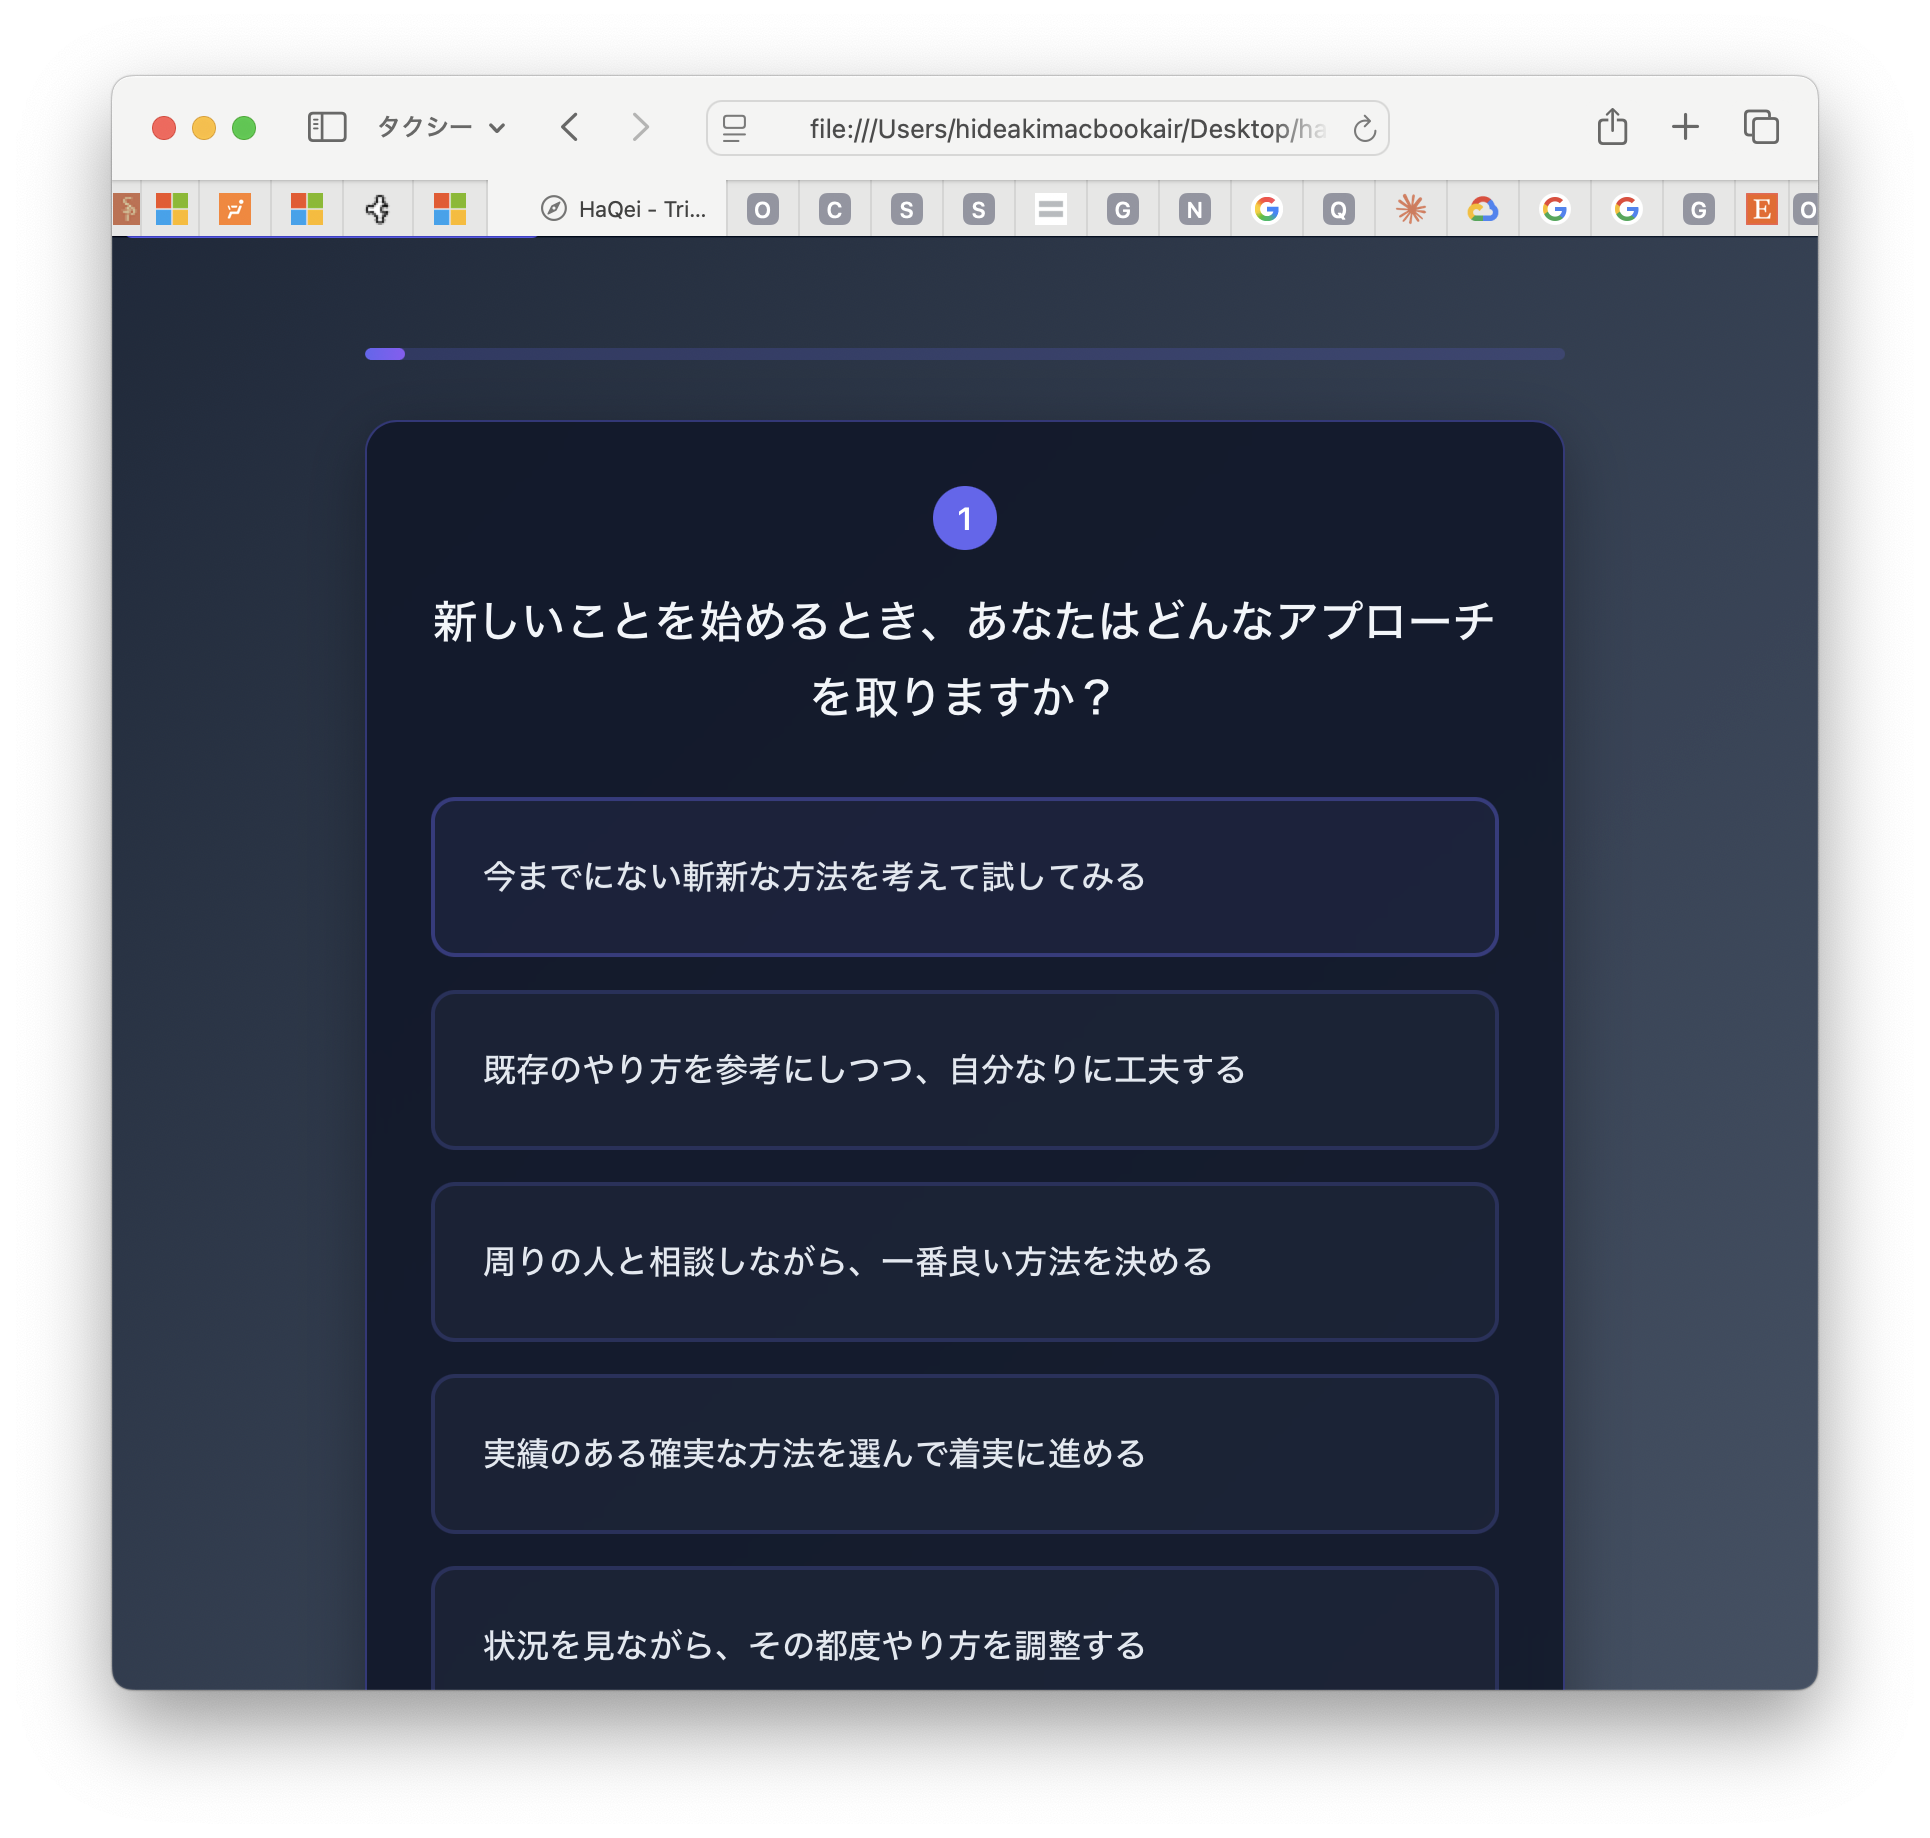 タクシー
file:///Users/hideakimacbookair/Desktop/ha
HaQei - Tri...
O
C
S
S
G
N
G
Q
G
G
G
E
O
1
新しいことを始めるとき、あなたはどんなアプローチ
を取りますか？
今までにない斬新な方法を考えて試してみる
既存のやり方を参考にしつつ、自分なりに工夫する
周りの人と相談しながら、一番良い方法を決める
実績のある確実な方法を選んで着実に進める
状況を見ながら、その都度やり方を調整する